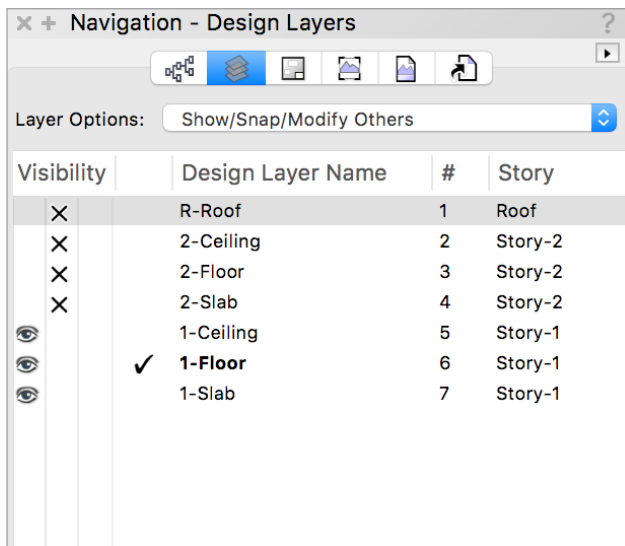 Navigation - Design Layers ?
Layer Options: Show/Snap/Modify Others
Visibility Design Layer Name # Story
R-Roof 1 Roof
2-Ceiling 2 Story-2
2-Floor 3 Story-2
2-Slab 4 Story-2
1-Ceiling 5 Story-1
1-Floor 6 Story-1
1-Slab 7 Story-1